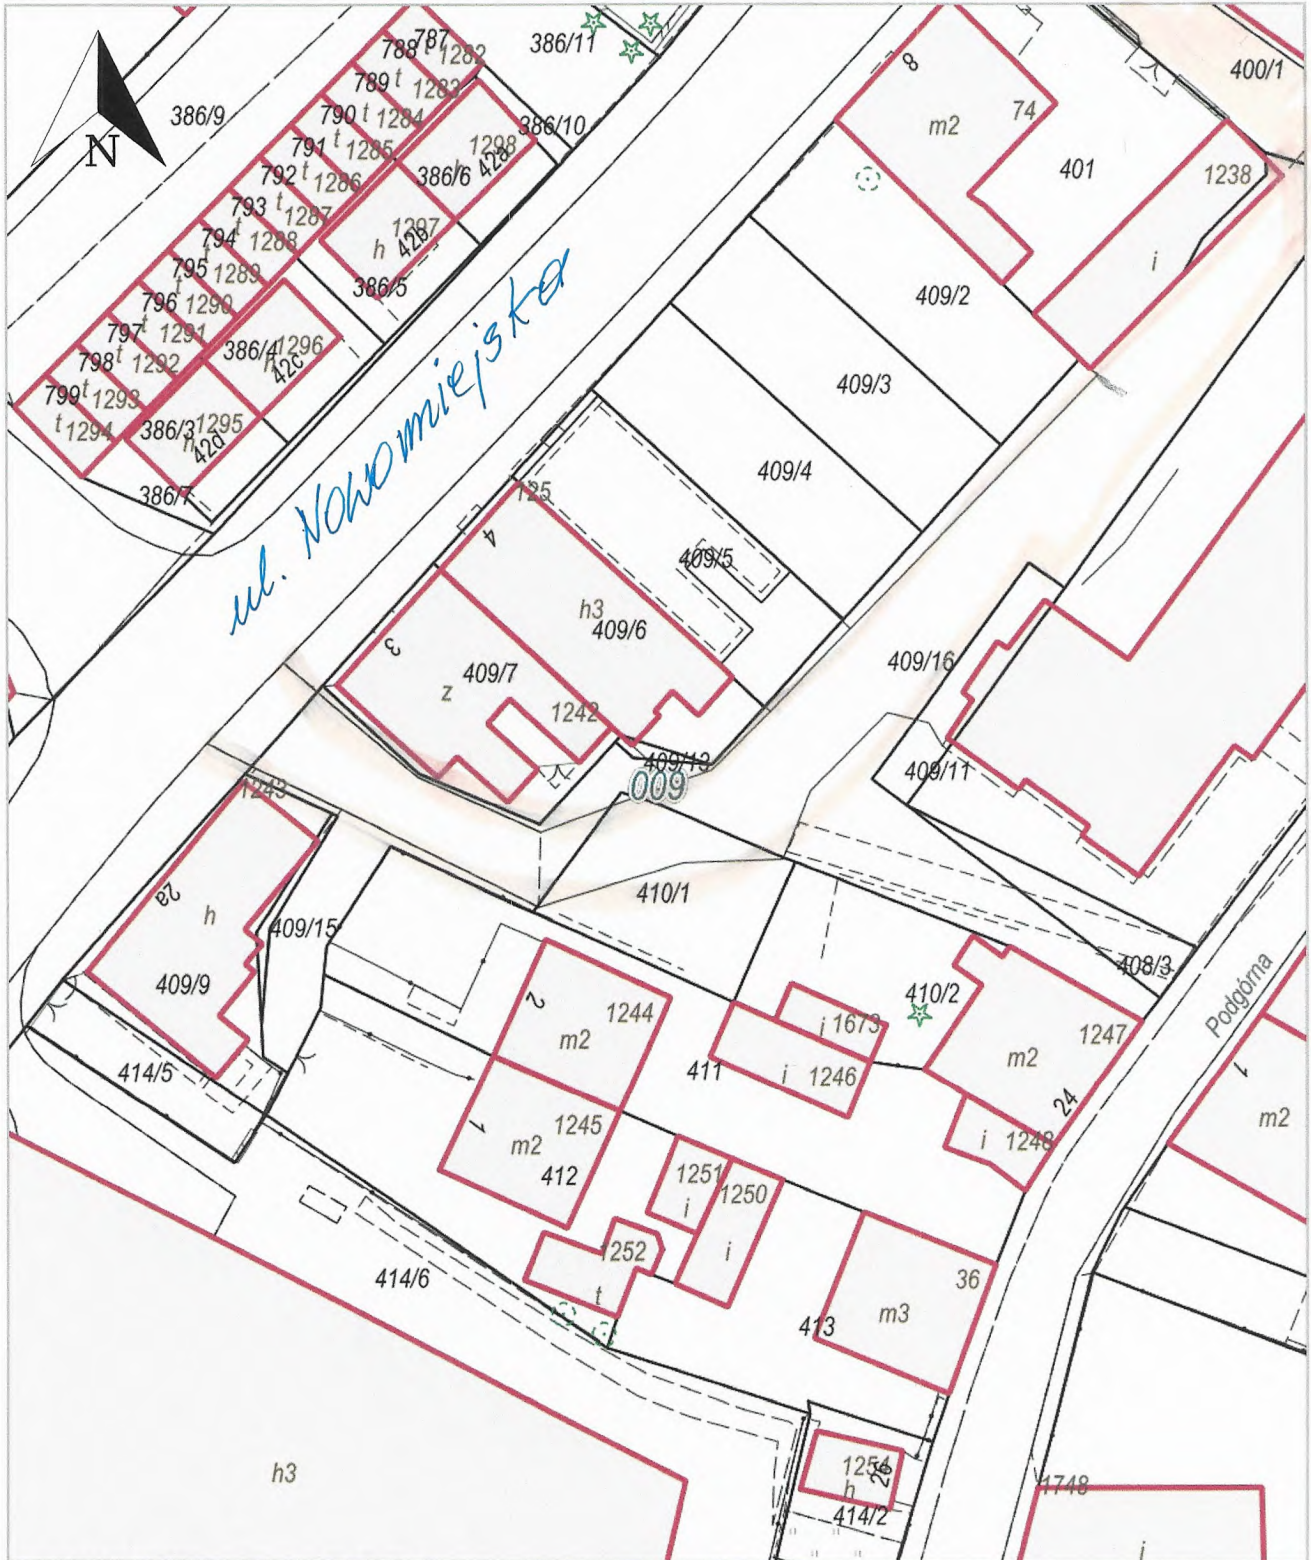 787
788 t 1282
386/11
789 t 1283
400/1
386/9
790 t 1284
386/10
8
74
m2
791 t 1285
1298
h
42a
386/6
401
1238
792 t 1286
N
793 t 1287
1297
h
42b
386/5
794 t 1288
i
795 t 1289
409/2
796 t 1290
797 t 1291
386/4 1296
h
42c
798 t 1292
409/3
799 t 1293
t 1294
386/3 1295
h
42d
ul. Nowomiejska
409/4
386/7
125
4
409/5
h3
409/6
3
409/7
409/16
z
1242
409/13
409/11
009
1243
2a
h
410/1
409/15
409/9
408/3
410/2
Podgórna
2
1244
m2
i 1673
1247
m2
411
i 1246
414/5
1
24
m2
1
1245
m2
412
i 1248
1251
i
1250
i
1252
t
414/6
36
m3
413
h3
1254
26
h
1748
414/2
i